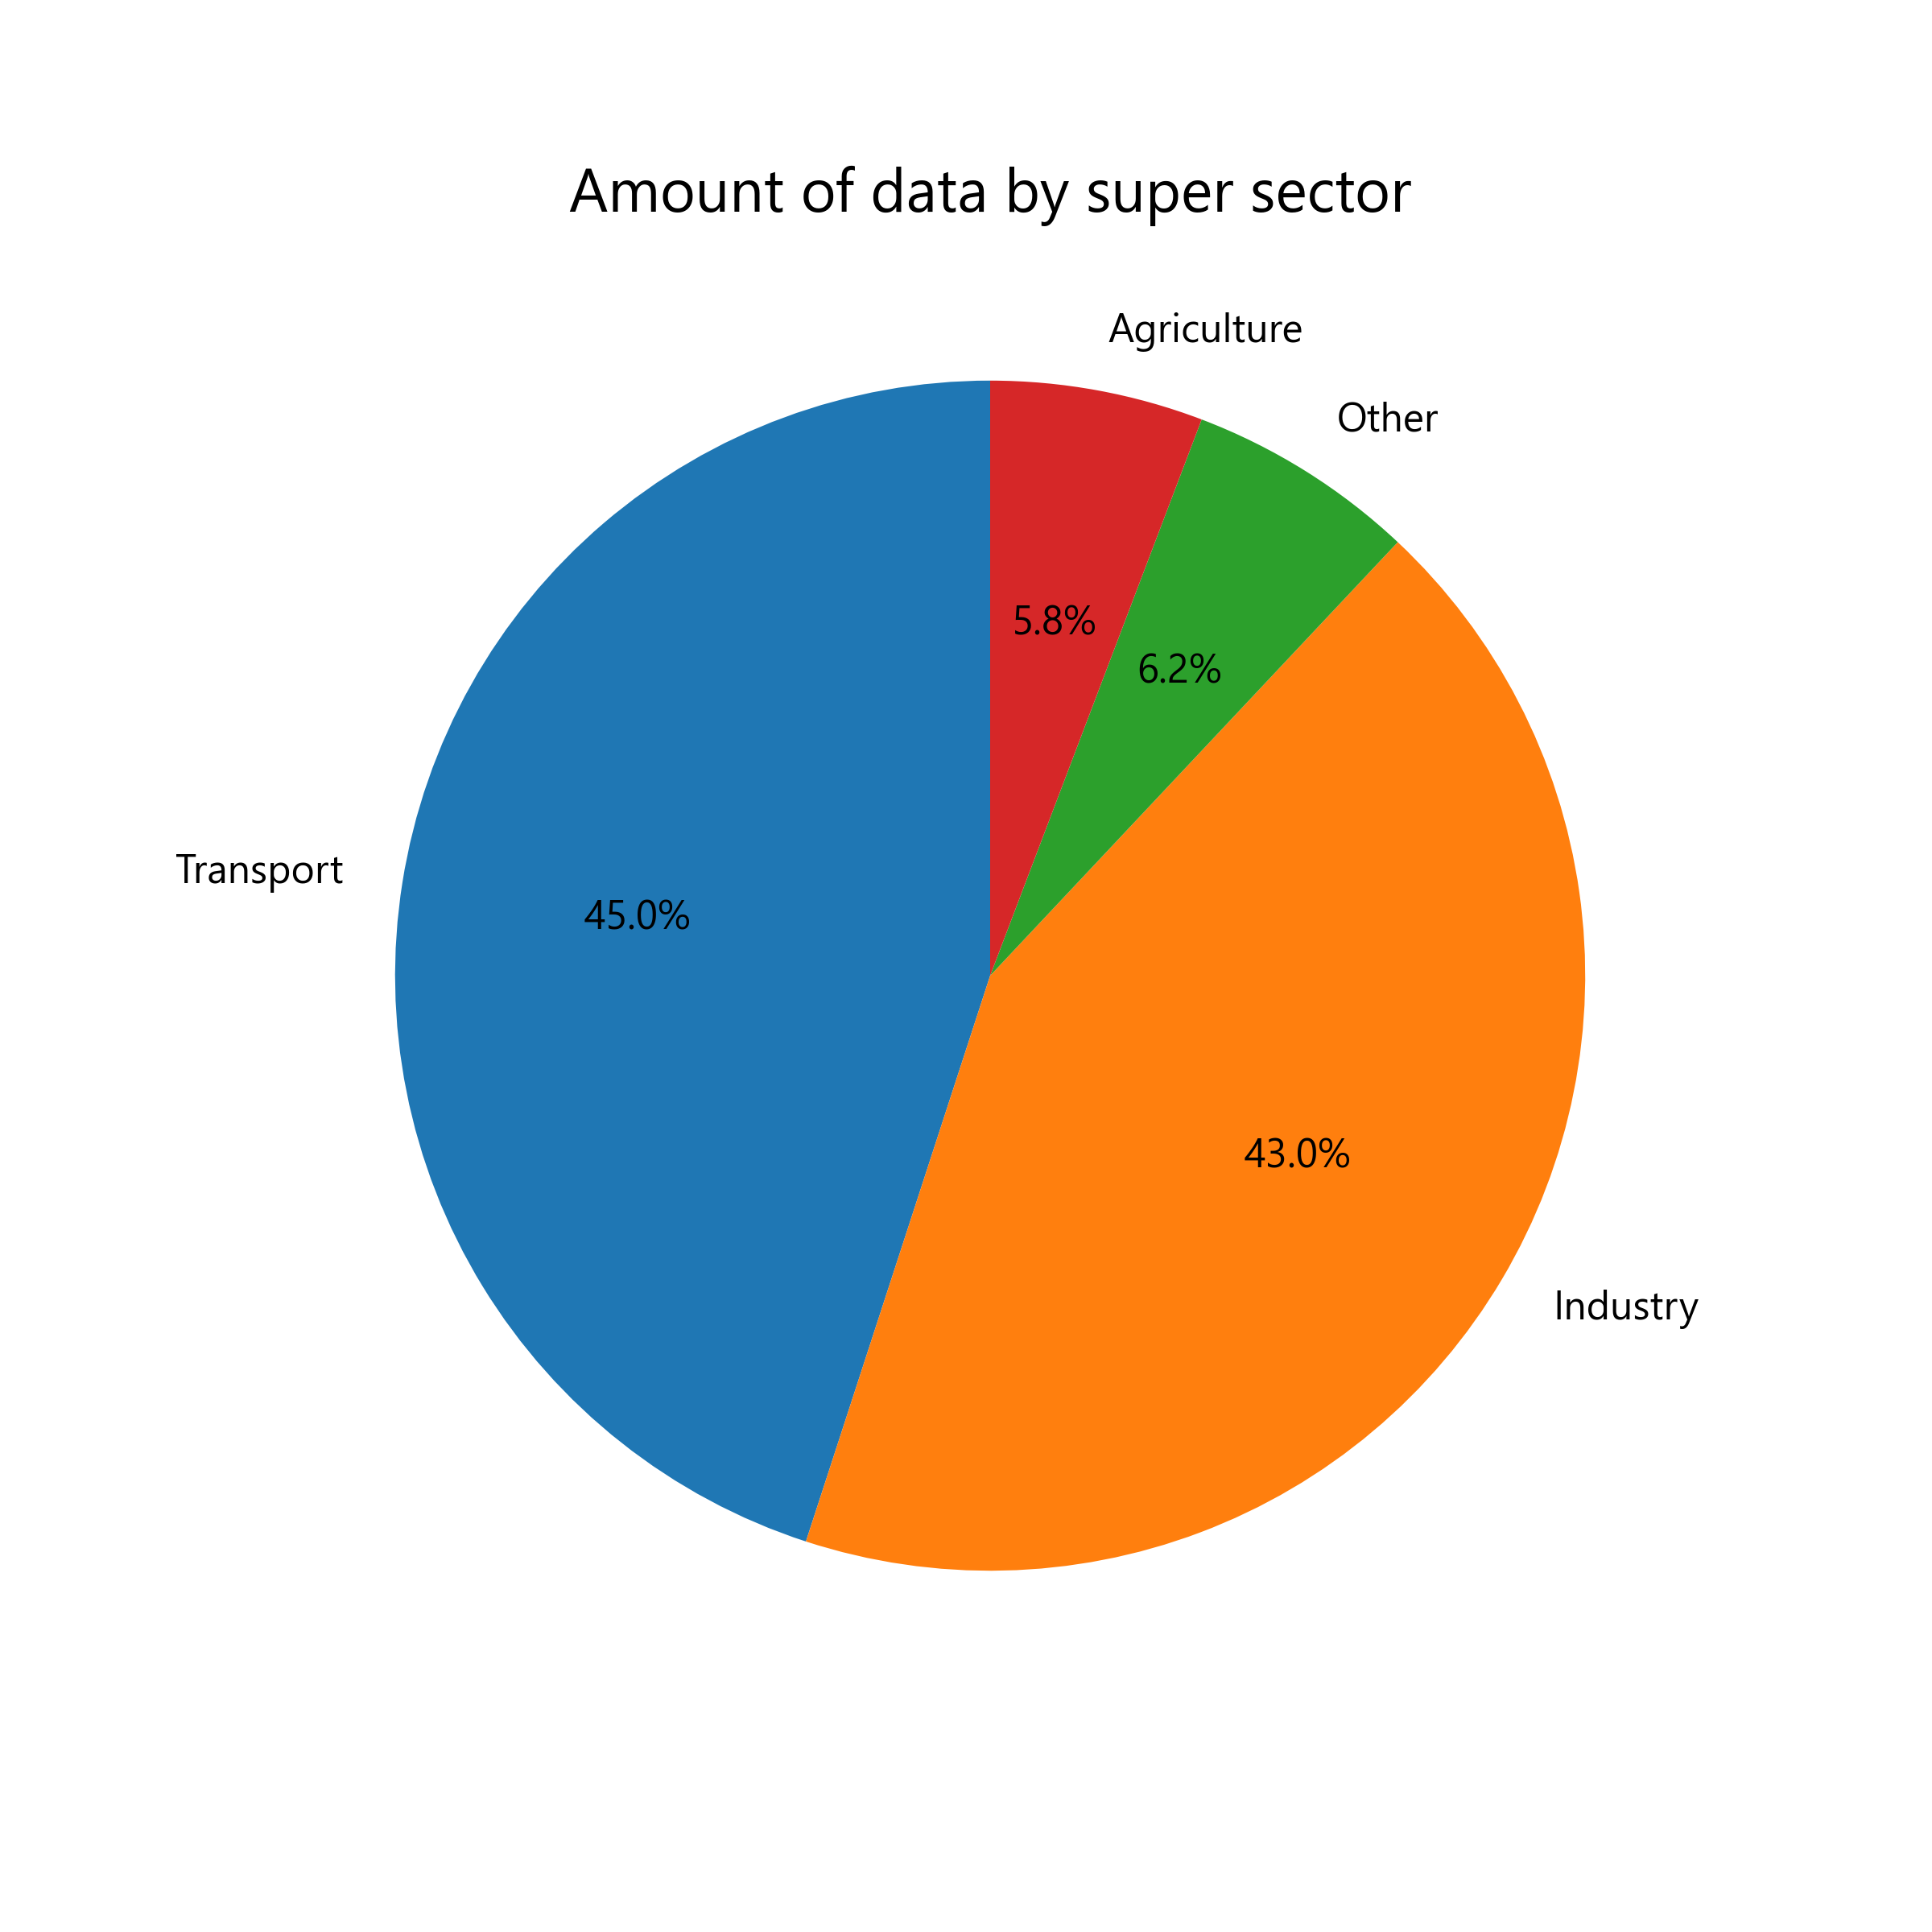 Amount of data by super sector
Agriculture
Other
5.8%
6.2%
Transport
45.0%
43.0%
Industry